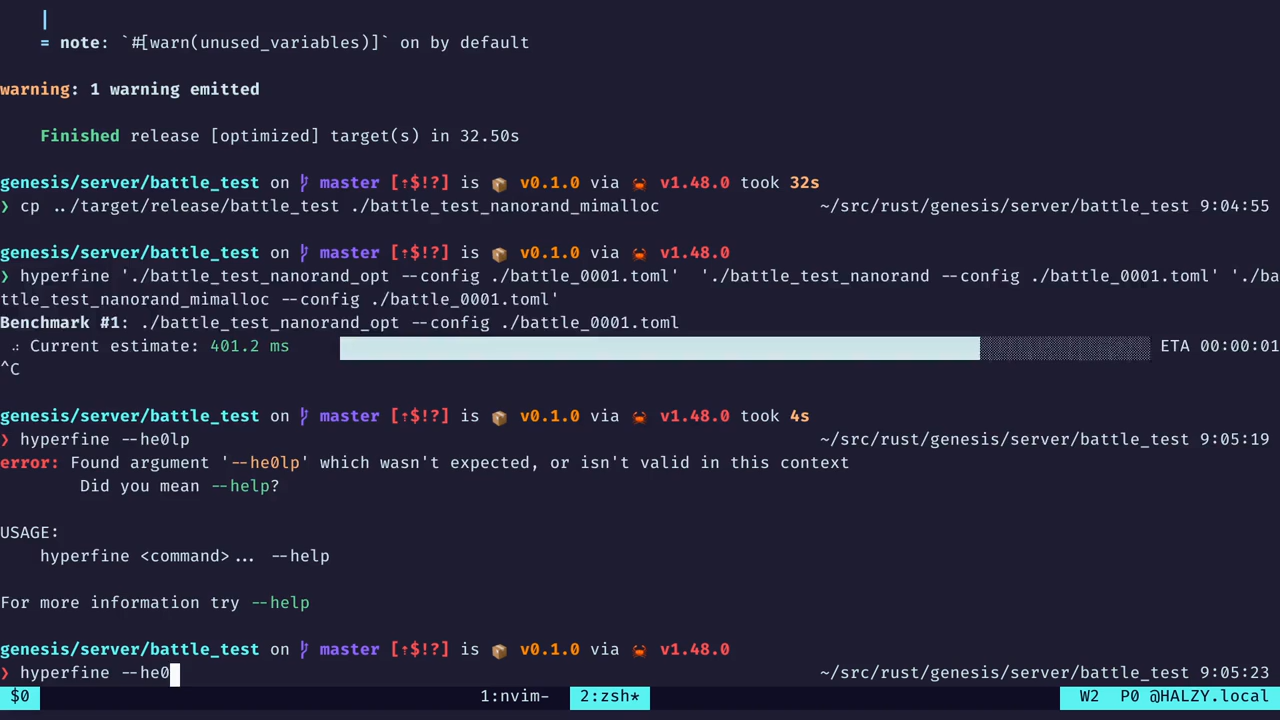 = note: `#[warn(unused_variables)]` on by default
warning: 1 warning emitted
Finished release [optimized] target(s) in 32.50s
genesis/server/battle_test on master [⇡$!?] is 📦 v0.1.0 via 🦀 v1.48.0 took 32s
❯ cp ../target/release/battle_test ./battle_test_nanorand_mimalloc ~/src/rust/genesis/server/battle_test 9:04:55
genesis/server/battle_test on master [⇡$!?] is 📦 v0.1.0 via 🦀 v1.48.0
❯ hyperfine './battle_test_nanorand_opt --config ./battle_0001.toml'  './battle_test_nanorand --config ./battle_0001.toml' './ba
ttle_test_nanorand_mimalloc --config ./battle_0001.toml'
Benchmark #1: ./battle_test_nanorand_opt --config ./battle_0001.toml
Current estimate: 401.2 ms ETA 00:00:01
^C
genesis/server/battle_test on master [⇡$!?] is 📦 v0.1.0 via 🦀 v1.48.0 took 4s
❯ hyperfine --he0lp ~/src/rust/genesis/server/battle_test 9:05:19
error: Found argument '--he0lp' which wasn't expected, or isn't valid in this context
Did you mean --help?
USAGE:
hyperfine <command>... --help
For more information try --help
genesis/server/battle_test on master [⇡$!?] is 📦 v0.1.0 via 🦀 v1.48.0
❯ hyperfine --he0 ~/src/rust/genesis/server/battle_test 9:05:23
$0 1:nvim- 2:zsh* W2 P0 @HALZY.local